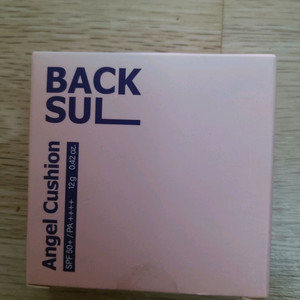 BACK
SUL
Angel Cushion
SPF 50+ / PA ++++ 12 g 0.42 oz.